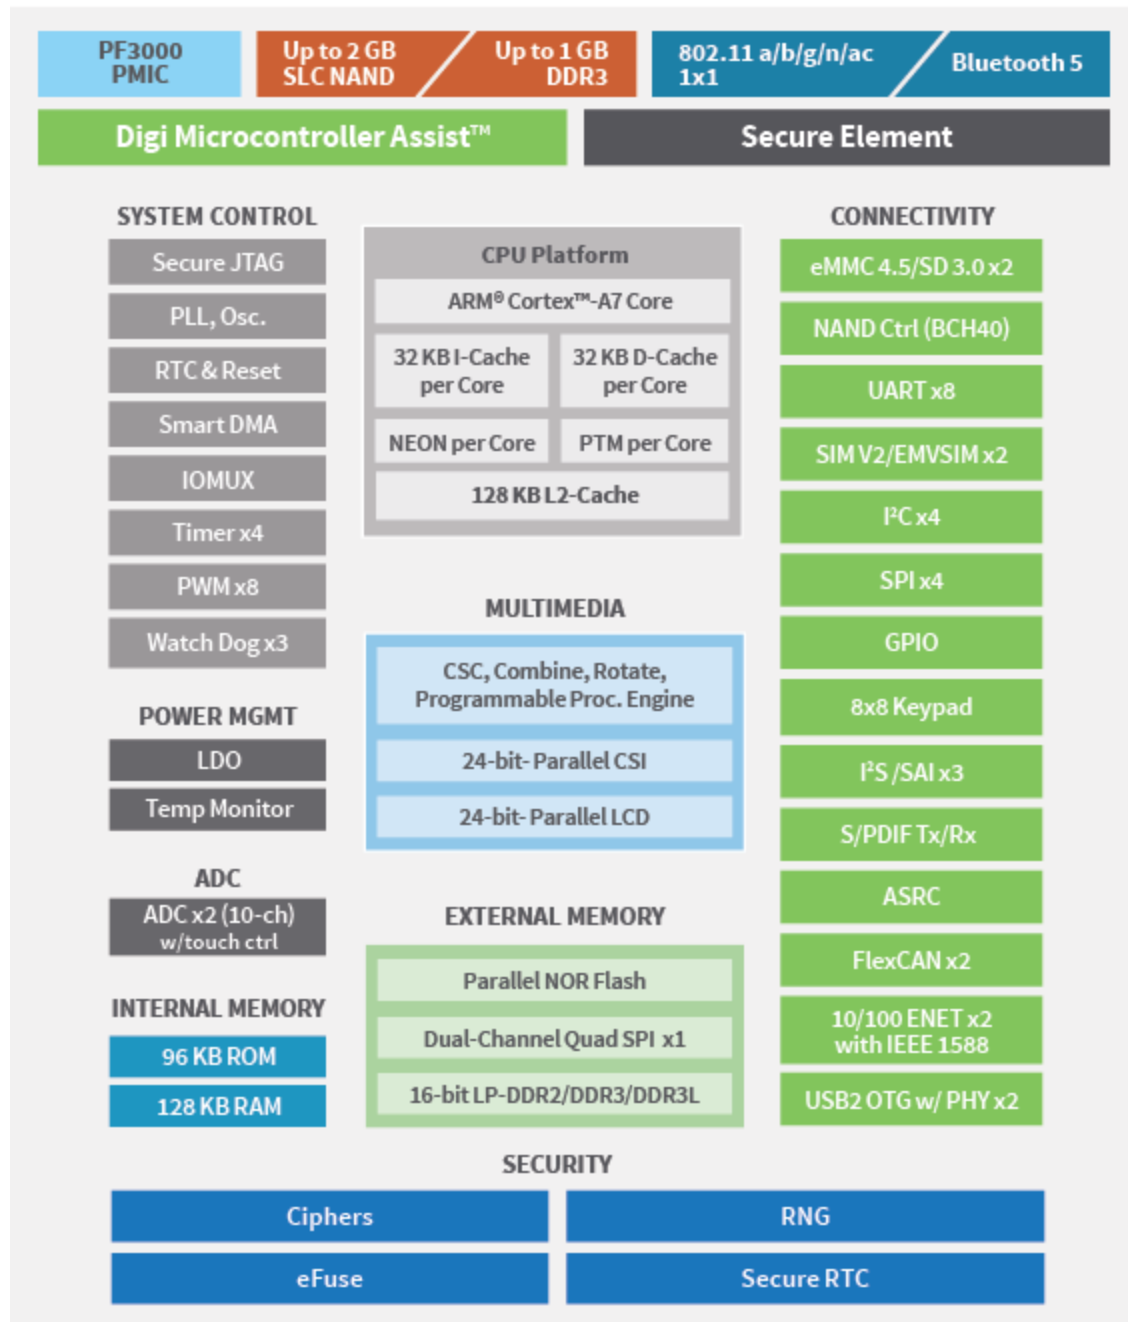 PF3000
PMIC
Up to 2 GB
SLC NAND
Up to 1 GB
DDR3
802.11 a/b/g/n/ac
1x1
Bluetooth 5
Digi Microcontroller Assist™
Secure Element
SYSTEM CONTROL
Secure JTAG
PLL, Osc.
RTC & Reset
Smart DMA
IOMUX
Timer x4
PWM x8
Watch Dog x3
POWER MGMT
LDO
Temp Monitor
ADC
ADC x2 (10-ch)
w/touch ctrl
INTERNAL MEMORY
96 KB ROM
128 KB RAM
CPU Platform
ARM® Cortex™-A7 Core
32 KB I-Cache
per Core
32 KB D-Cache
per Core
NEON per Core
PTM per Core
128 KB L2-Cache
MULTIMEDIA
CSC, Combine, Rotate,
Programmable Proc. Engine
24-bit- Parallel CSI
24-bit- Parallel LCD
EXTERNAL MEMORY
Parallel NOR Flash
Dual-Channel Quad SPI x1
16-bit LP-DDR2/DDR3/DDR3L
CONNECTIVITY
eMMC 4.5/SD 3.0 x2
NAND Ctrl (BCH40)
UART x8
SIM V2/EMVSIM x2
I²C x4
SPI x4
GPIO
8x8 Keypad
I²S /SAI x3
S/PDIF Tx/Rx
ASRC
FlexCAN x2
10/100 ENET x2
with IEEE 1588
USB2 OTG w/ PHY x2
SECURITY
Ciphers
RNG
eFuse
Secure RTC